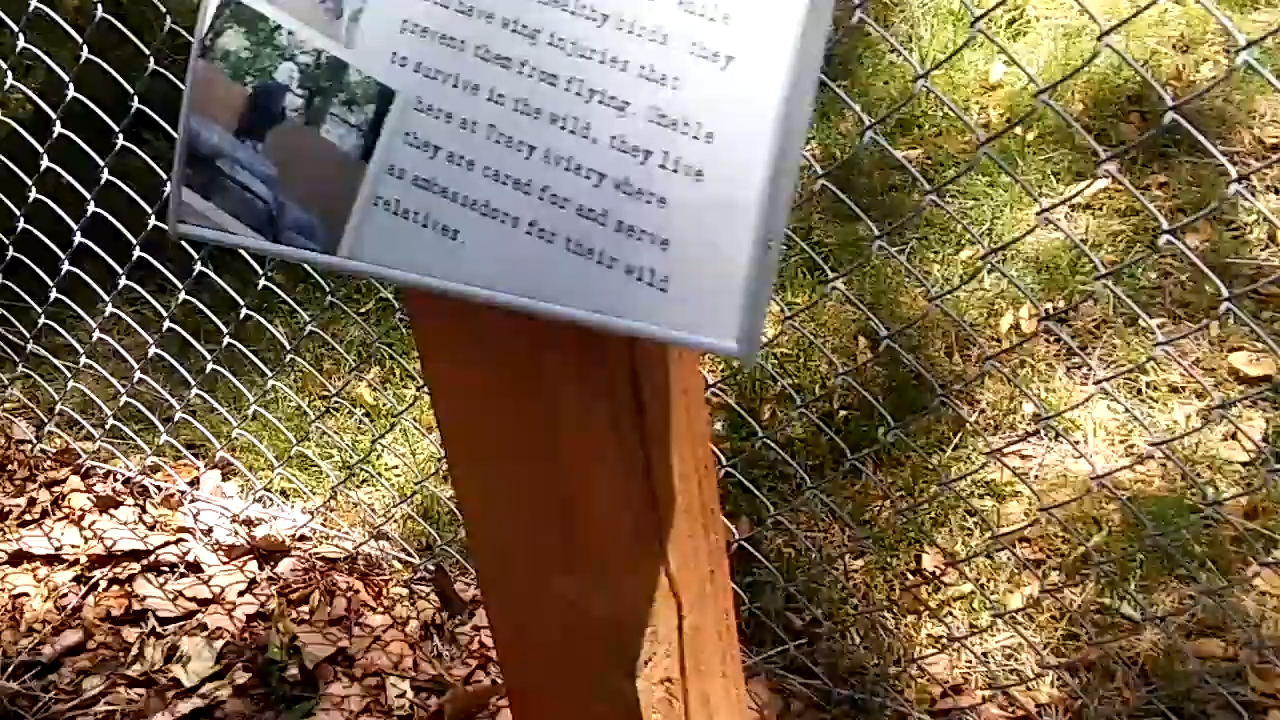 while
healthy birds, they
have wing injuries that
prevent them from flying. Unable
to survive in the wild, they live
here at Tracy Aviary where
they are cared for and serve
as ambassadors for their wild
relatives.